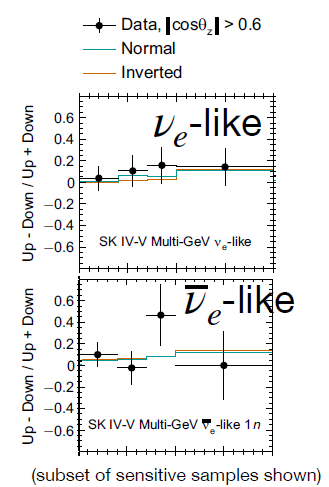 Data, |cosθz| > 0.6
Normal
Inverted
Up - Down / Up + Down
0.6
0.4
0.2
0
−0.2
−0.4
−0.6
νe-like
SK IV-V Multi-GeV νe-like
Up - Down / Up + Down
0.6
0.4
0.2
0
−0.2
−0.4
−0.6
ν̅e-like
SK IV-V Multi-GeV ν̅e-like 1n
(subset of sensitive samples shown)